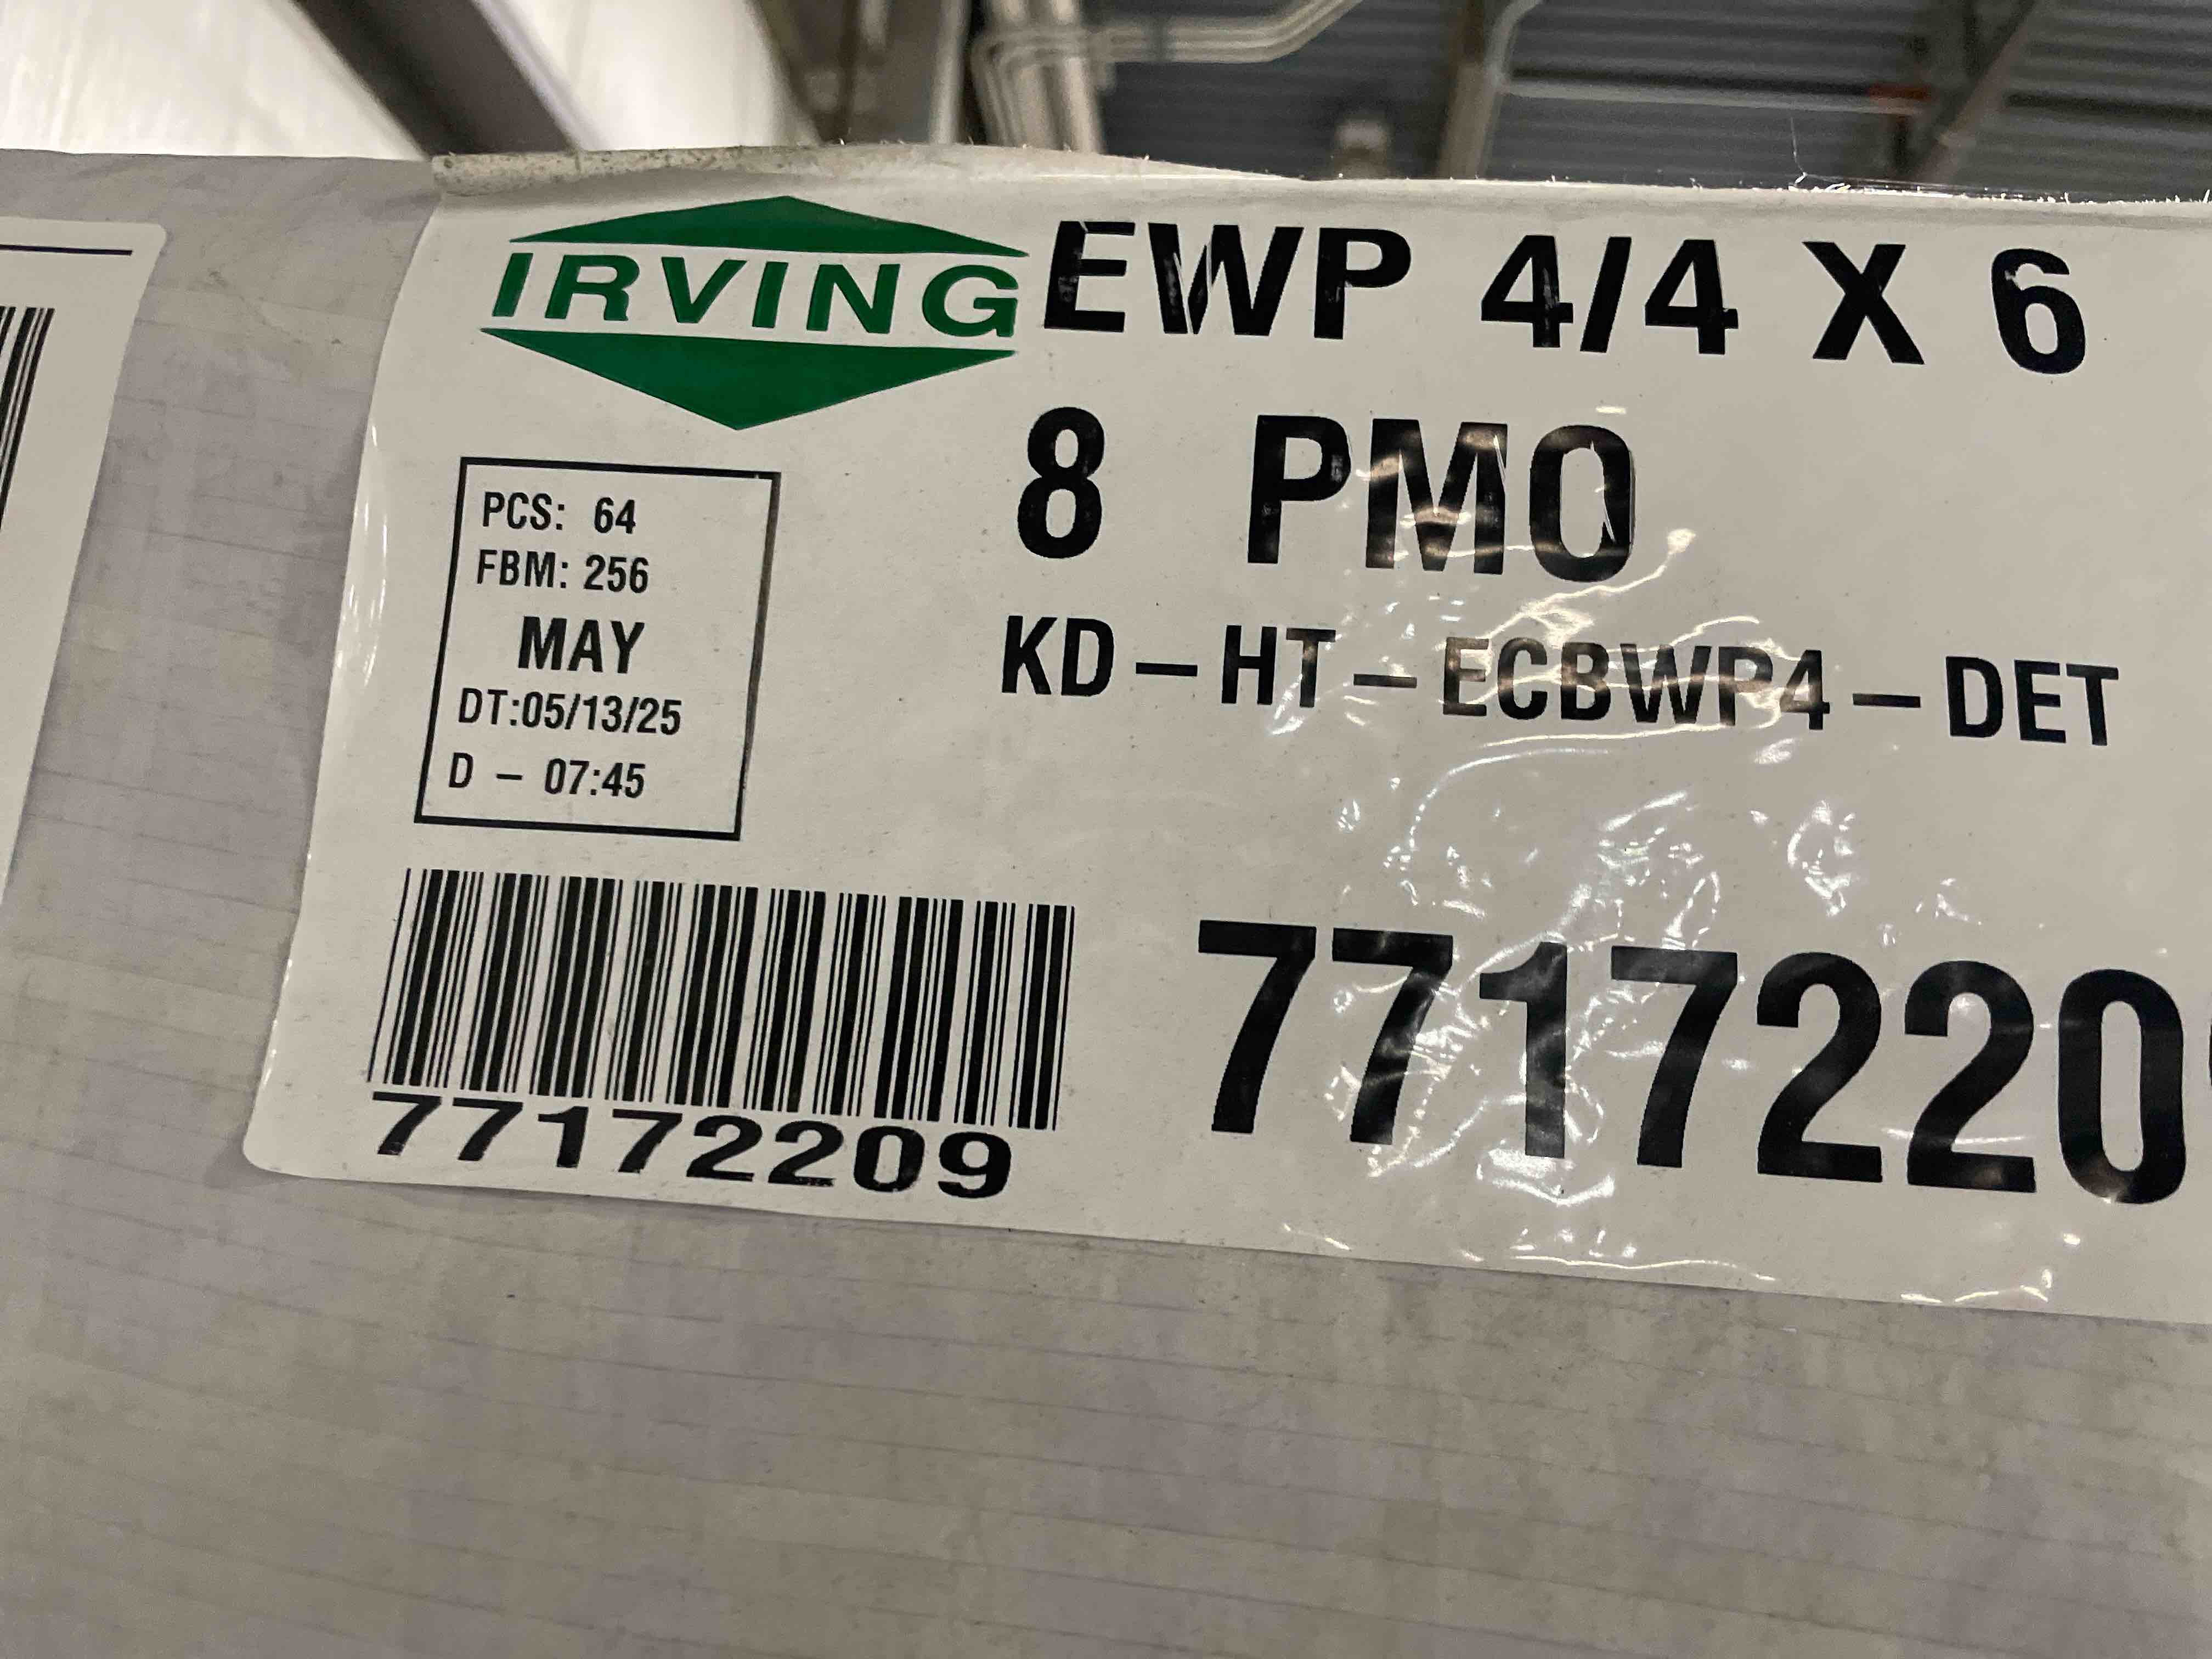 IRVING
EWP 4/4 X 6
8 PMO
KD-HT-ECBWP4-DET
PCS: 64
FBM: 256
MAY
DT:05/13/25
D - 07:45
77172209
7717220